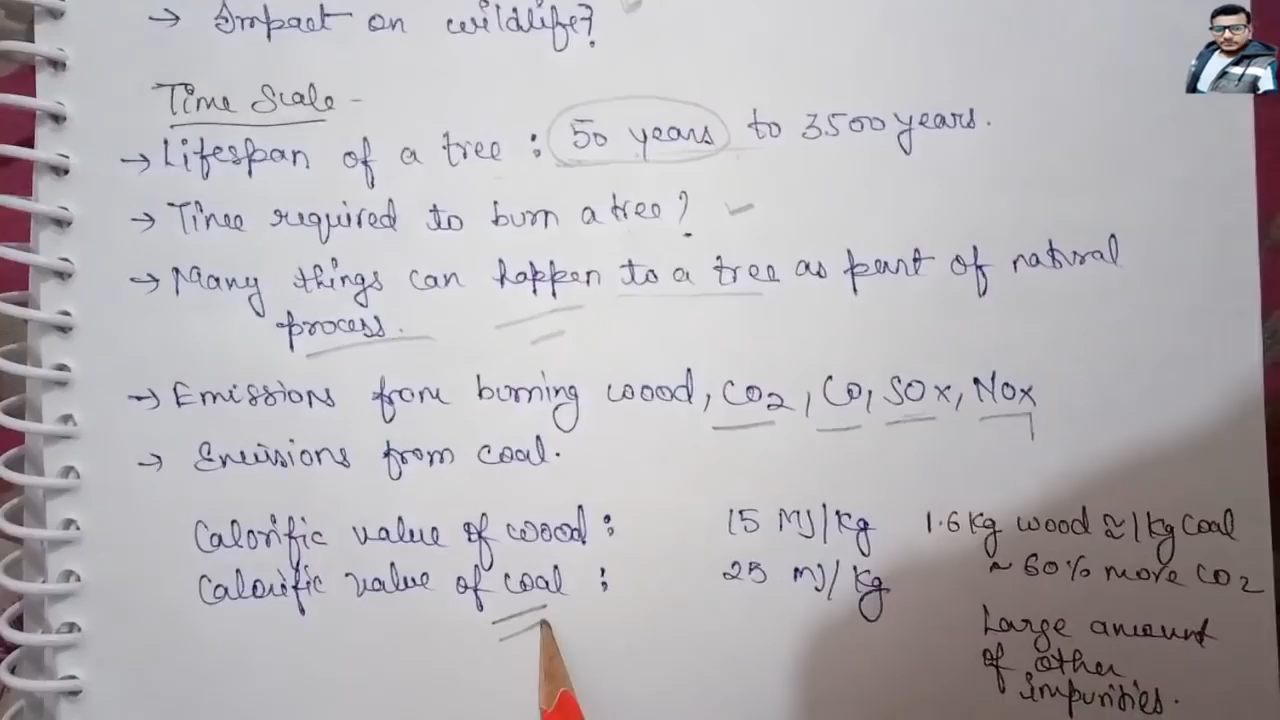 → Impact on wildlife?
Time Scale -
→ Lifespan of a tree : 50 years to 3500 years.
→ Time required to burn a tree?
→ Many things can happen to a tree as part of natural
process.
→ Emissions from burning woood, CO2, CO, SOx, NOx
→ Emissions from coal.
Calorific value of wood : 15 MJ/kg 1.6 kg wood ≈ 1 kg coal
Calorific value of coal : 25 MJ/kg ~ 60% more CO2
Large amount
of other
impurities.